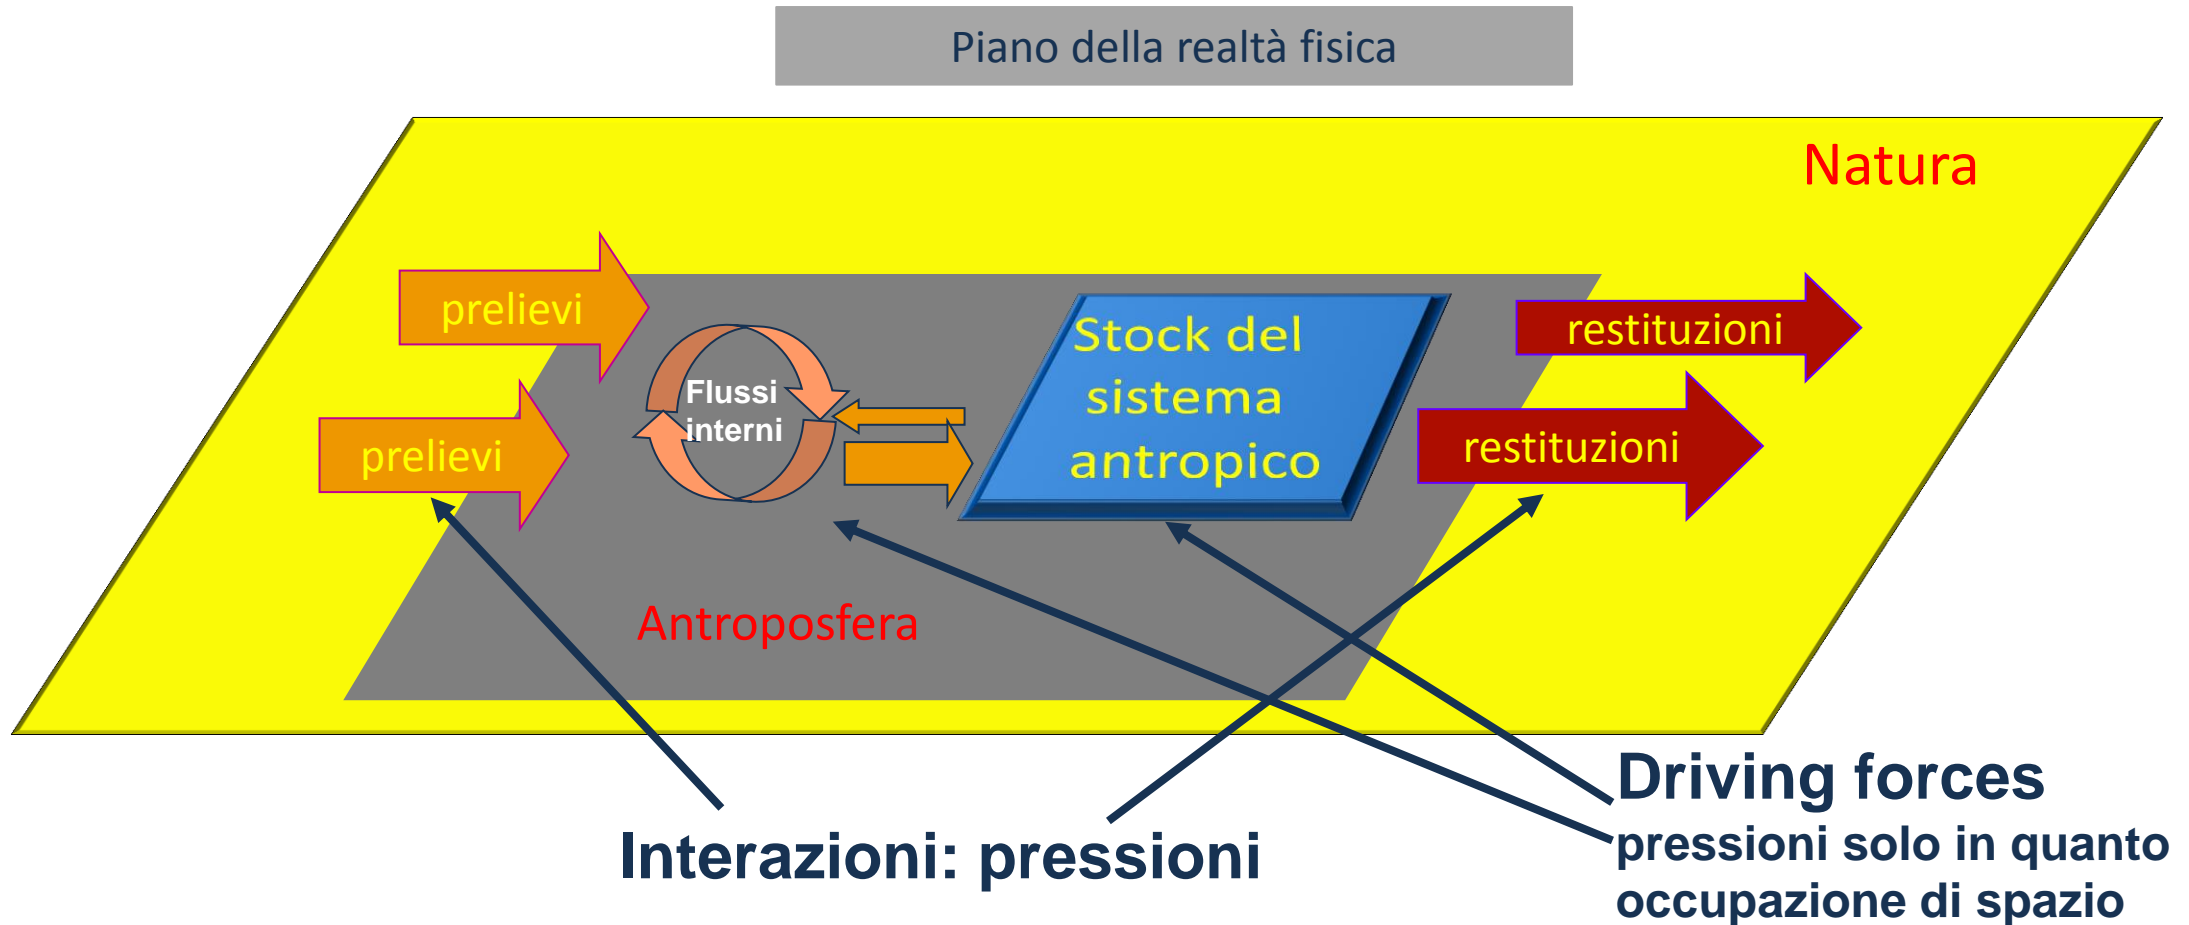 Piano della realtà fisica
Natura
prelievi
prelievi
Flussi
interni
Stock del
sistema
antropico
restituzioni
restituzioni
Antroposfera
Interazioni: pressioni
Driving forces
pressioni solo in quanto
occupazione di spazio